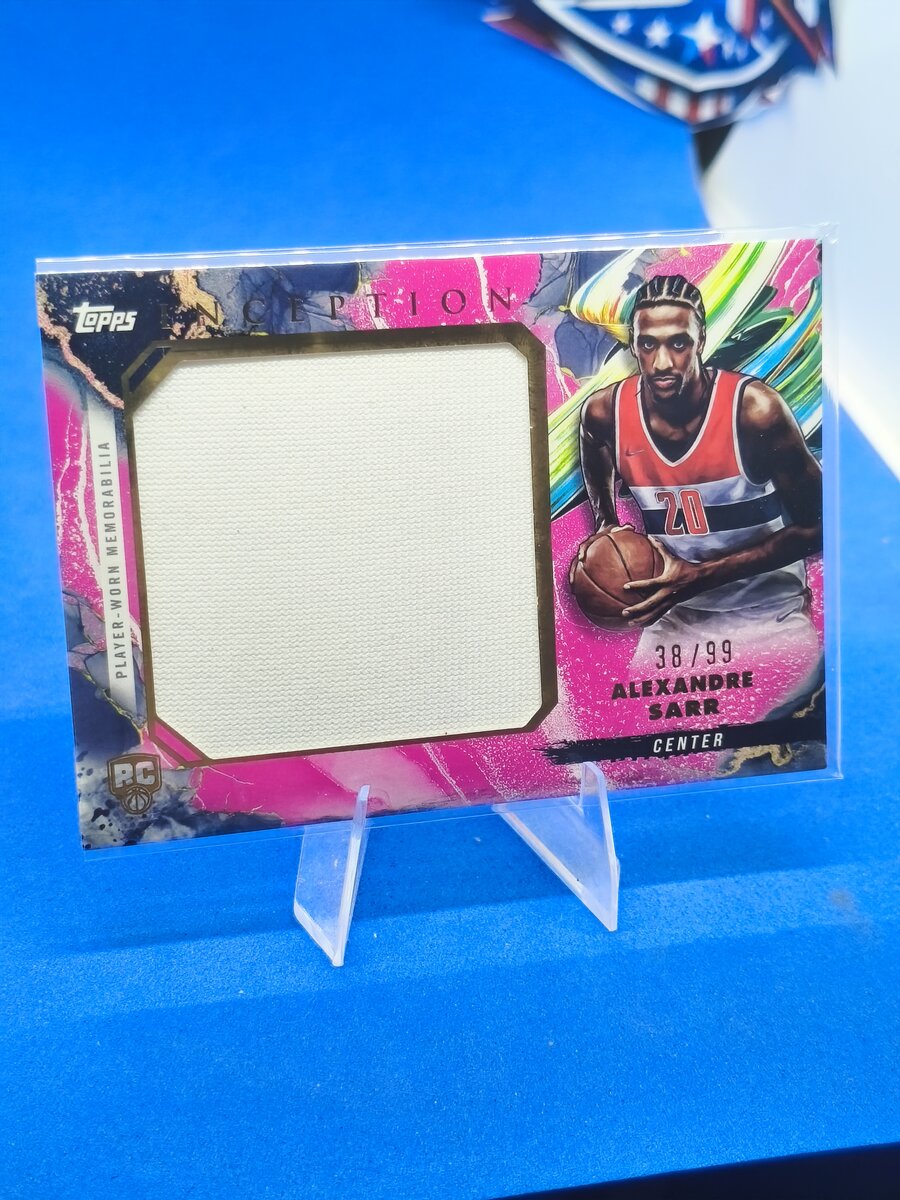 TOPPS
INCEPTION
PLAYER-WORN MEMORABILIA
20
38/99
ALEXANDRE
SARR
CENTER
RC